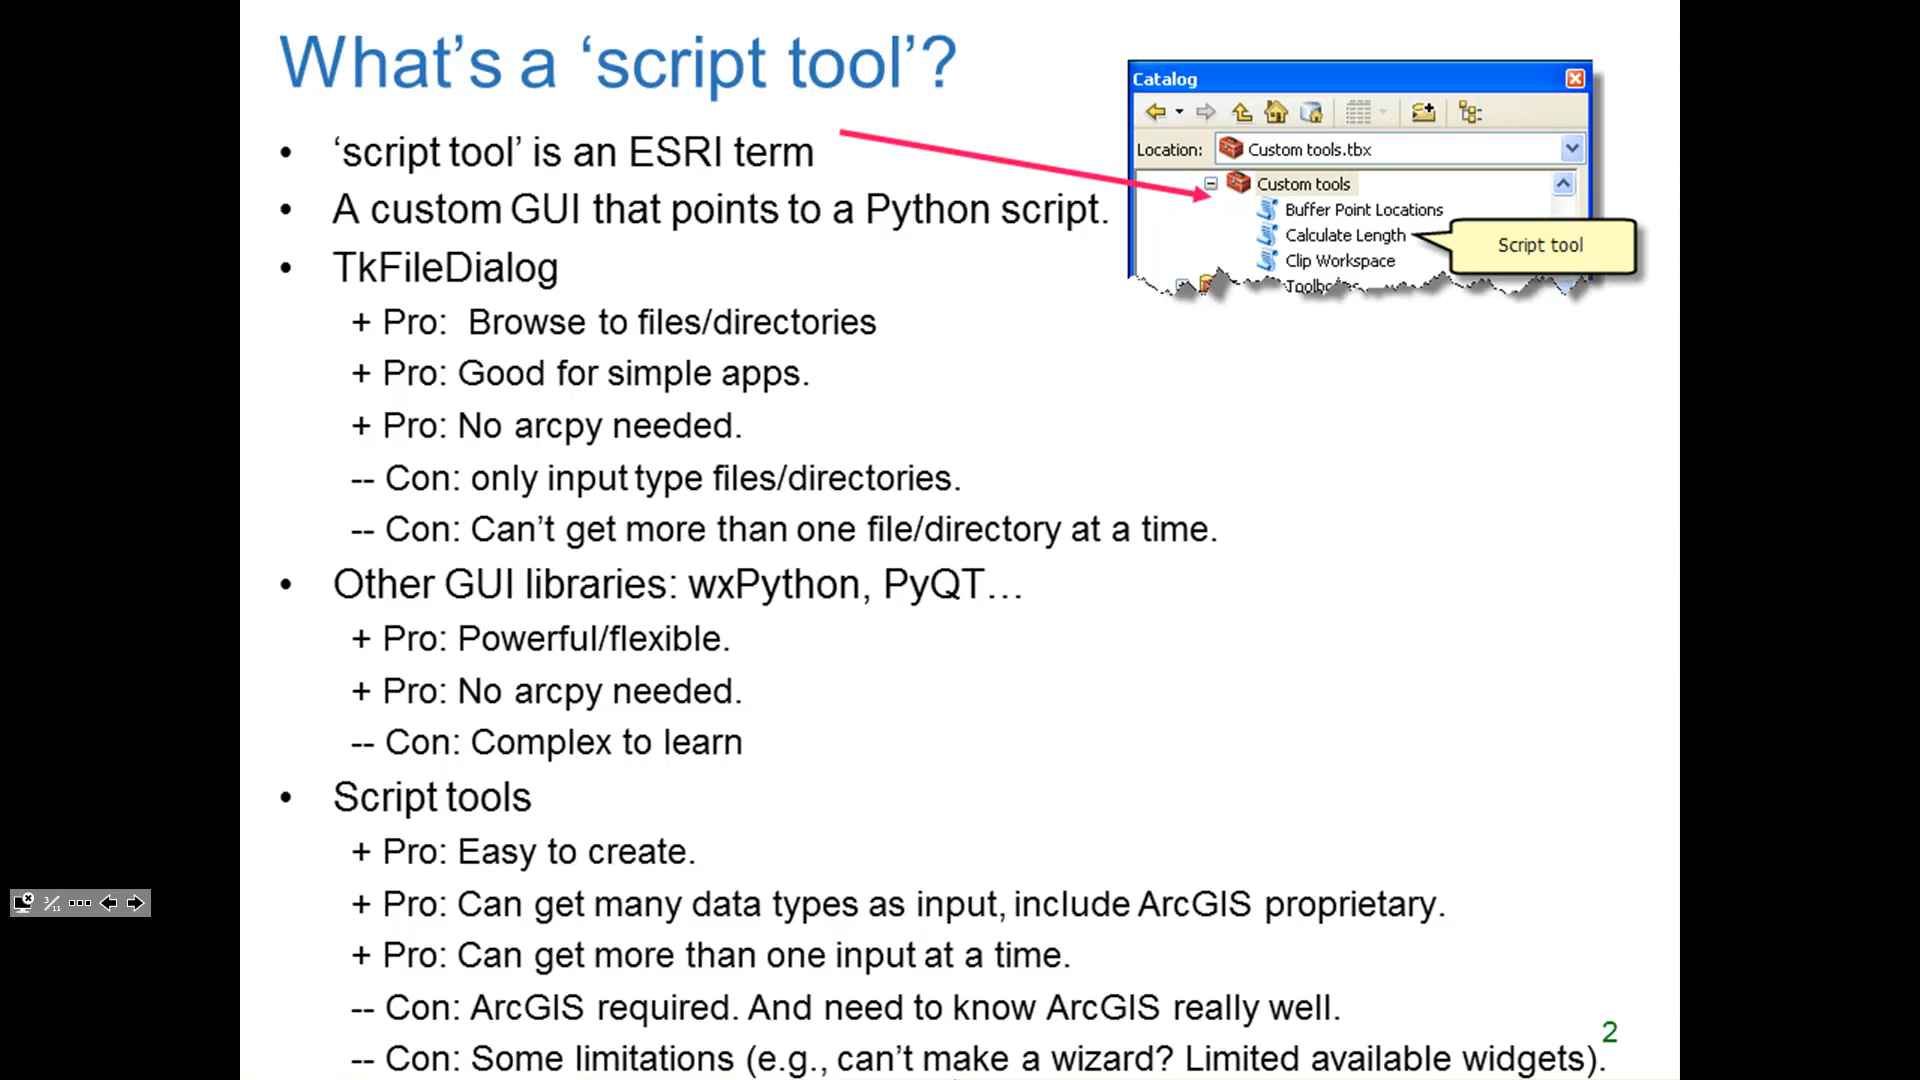 What's a ‘script tool’?
• ‘script tool’ is an ESRI term
• A custom GUI that points to a Python script.
• TkFileDialog
+ Pro:  Browse to files/directories
+ Pro: Good for simple apps.
+ Pro: No arcpy needed.
-- Con: only input type files/directories.
-- Con: Can’t get more than one file/directory at a time.
• Other GUI libraries: wxPython, PyQT…
+ Pro: Powerful/flexible.
+ Pro: No arcpy needed.
-- Con: Complex to learn
• Script tools
+ Pro: Easy to create.
+ Pro: Can get many data types as input, include ArcGIS proprietary.
+ Pro: Can get more than one input at a time.
-- Con: ArcGIS required. And need to know ArcGIS really well.
-- Con: Some limitations (e.g., can’t make a wizard? Limited available widgets).
Catalog
Location: Custom tools.tbx
Custom tools
Buffer Point Locations
Calculate Length
Clip Workspace
Script tool
3/11
2